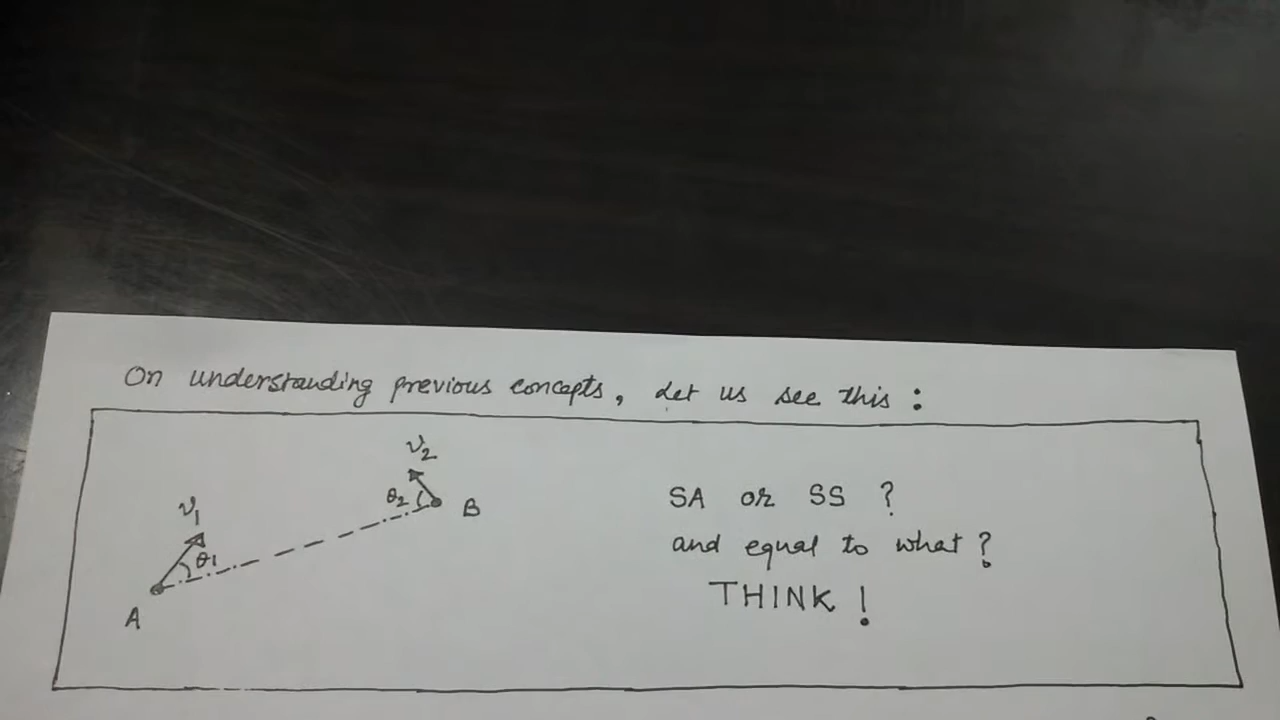 On understanding previous concepts, Let us see this :
v2
θ2
B
v1
θ1
A
SA or SS ?
and equal to what ?
THINK !